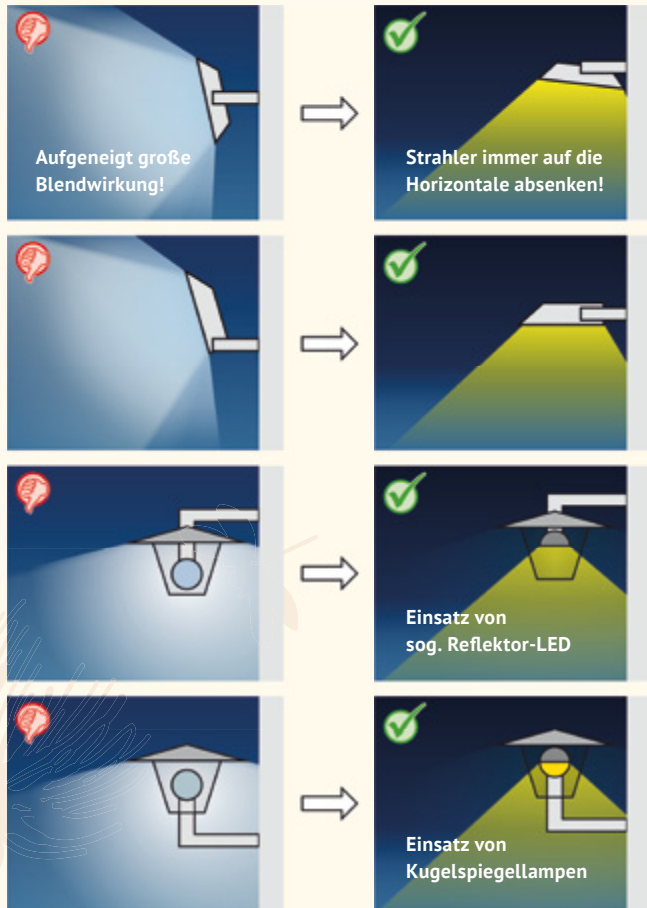 Aufgeneigt große
Blendwirkung!
Strahler immer auf die
Horizontale absenken!
Einsatz von
sog. Reflektor-LED
Einsatz von
Kugelspiegellampen